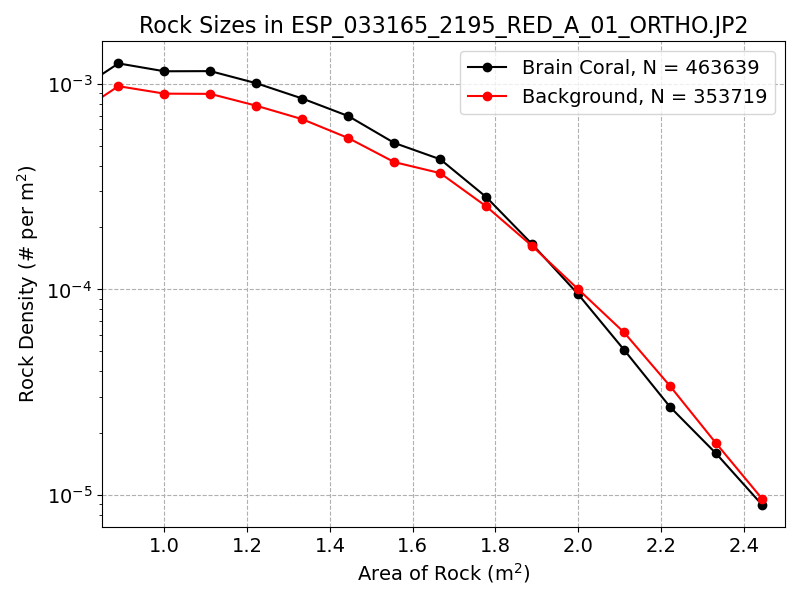 Rock Sizes in ESP_033165_2195_RED_A_01_ORTHO.JP2
Brain Coral, N = 463639
Background, N = 353719
Rock Density (# per m²)
10⁻³
10⁻⁴
10⁻⁵
1.0 1.2 1.4 1.6 1.8 2.0 2.2 2.4
Area of Rock (m²)